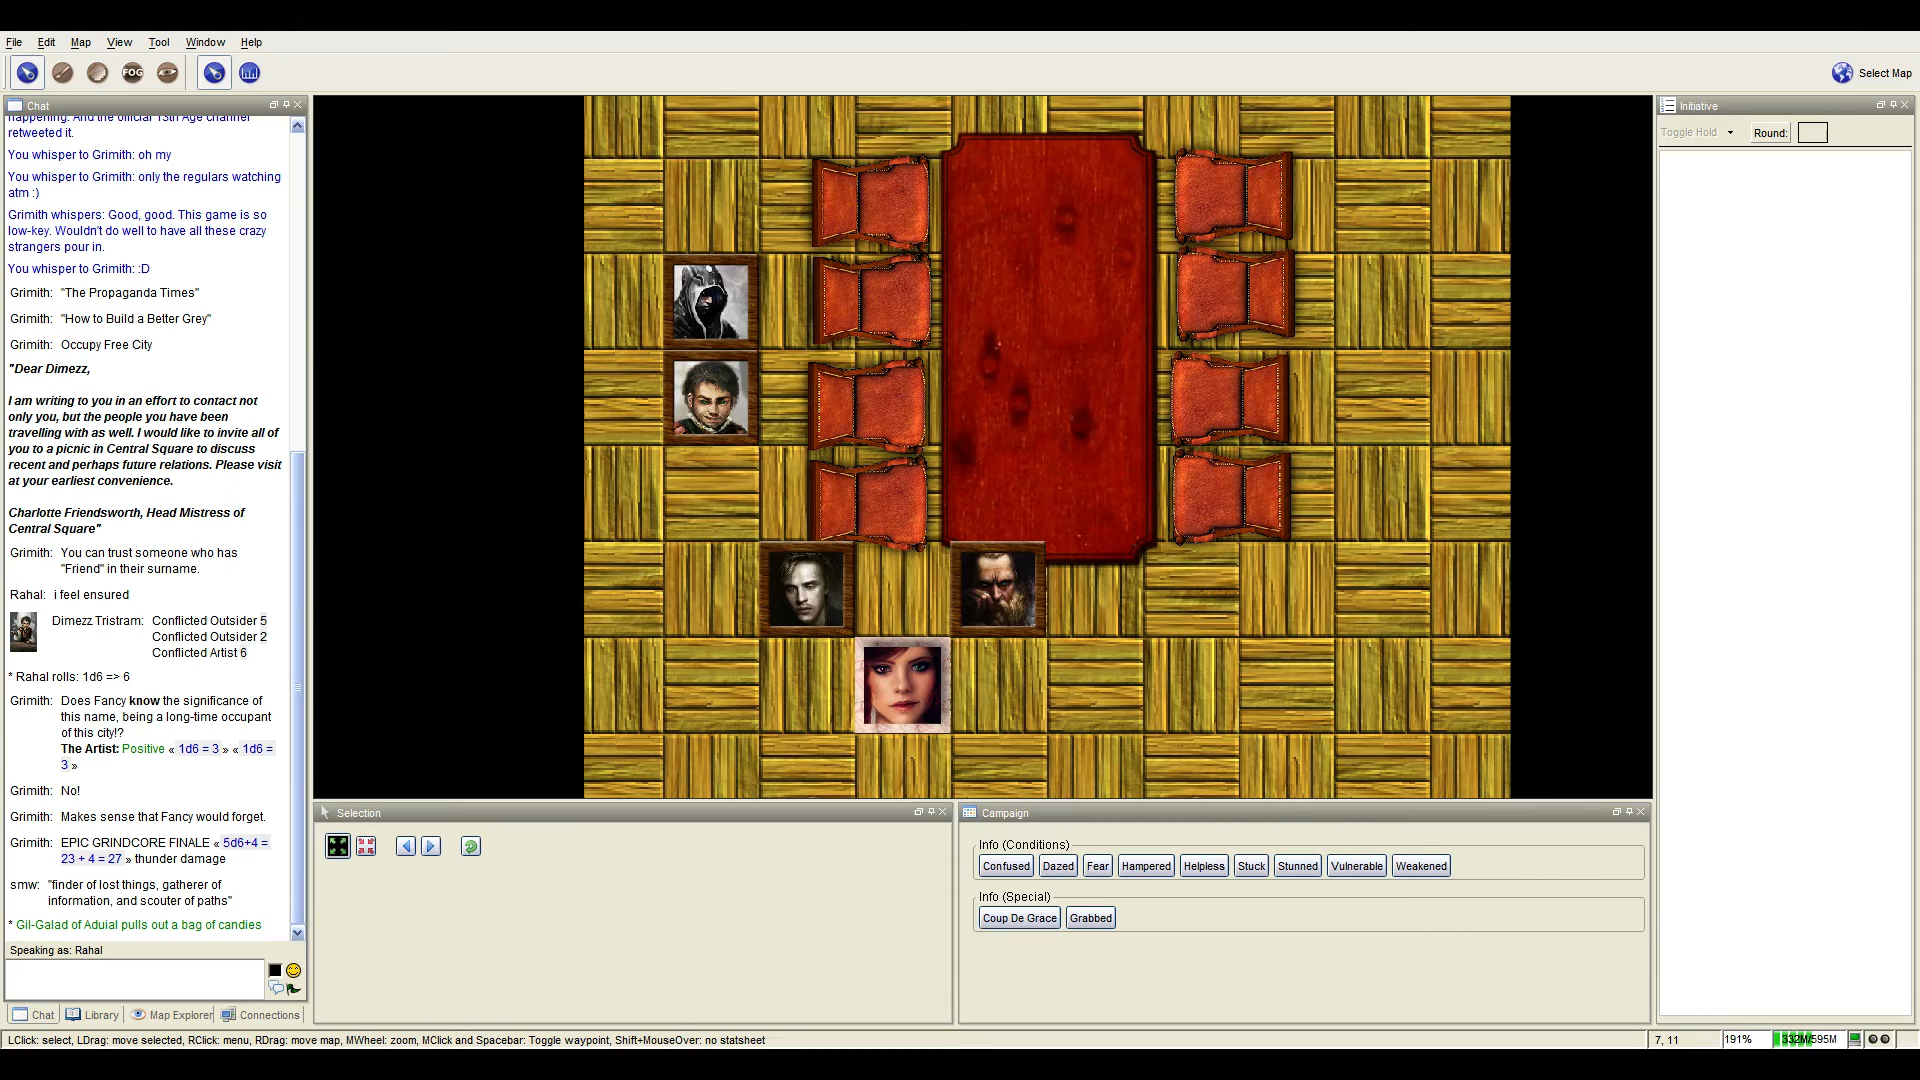 File Edit Map View Tool Window Help
FOG
Select Map
Chat
happening. And the official 13th Age channel
retweeted it.
You whisper to Grimith: oh my
You whisper to Grimith: only the regulars watching
atm :)
Grimith whispers: Good, good. This game is so
low-key. Wouldn't do well to have all these crazy
strangers pour in.
You whisper to Grimith: :D
Grimith: "The Propaganda Times"
Grimith: "How to Build a Better Grey"
Grimith: Occupy Free City
"Dear Dimezz,
I am writing to you in an effort to contact not
only you, but the people you have been
travelling with as well. I would like to invite all of
you to a picnic in Central Square to discuss
recent and perhaps future relations. Please visit
at your earliest convenience.
Charlotte Friendsworth, Head Mistress of
Central Square"
Grimith: You can trust someone who has
"Friend" in their surname.
Rahal: i feel ensured
Dimezz Tristram: Conflicted Outsider 5
Conflicted Outsider 2
Conflicted Artist 6
* Rahal rolls: 1d6 => 6
Grimith: Does Fancy know the significance of
this name, being a long-time occupant
of this city!?
The Artist: Positive « 1d6 = 3 » « 1d6 =
3 »
Grimith: No!
Grimith: Makes sense that Fancy would forget.
Grimith: EPIC GRINDCORE FINALE « 5d6+4 =
23 + 4 = 27 » thunder damage
smw: "finder of lost things, gatherer of
information, and scouter of paths"
* Gil-Galad of Aduial pulls out a bag of candies
Speaking as: Rahal
Chat Library Map Explorer Connections
Selection
Campaign
Info (Conditions)
Confused Dazed Fear Hampered Helpless Stuck Stunned Vulnerable Weakened
Info (Special)
Coup De Grace Grabbed
Initiative
Toggle Hold Round:
LClick: select, LDrag: move selected, RClick: menu, RDrag: move map, MWheel: zoom, MClick and Spacebar: Toggle waypoint, Shift+MouseOver: no statsheet
7, 11 191% 332M/595M